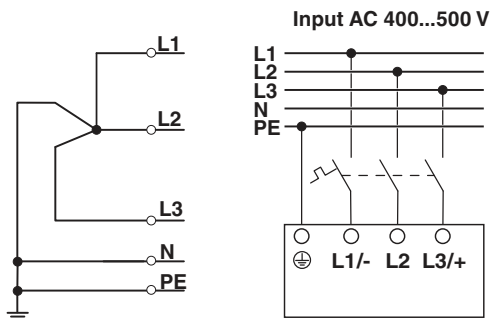 Input AC 400...500 V
L1
L2
L3
N
PE
L1
L2
L3
N
PE
L1/- L2 L3/+